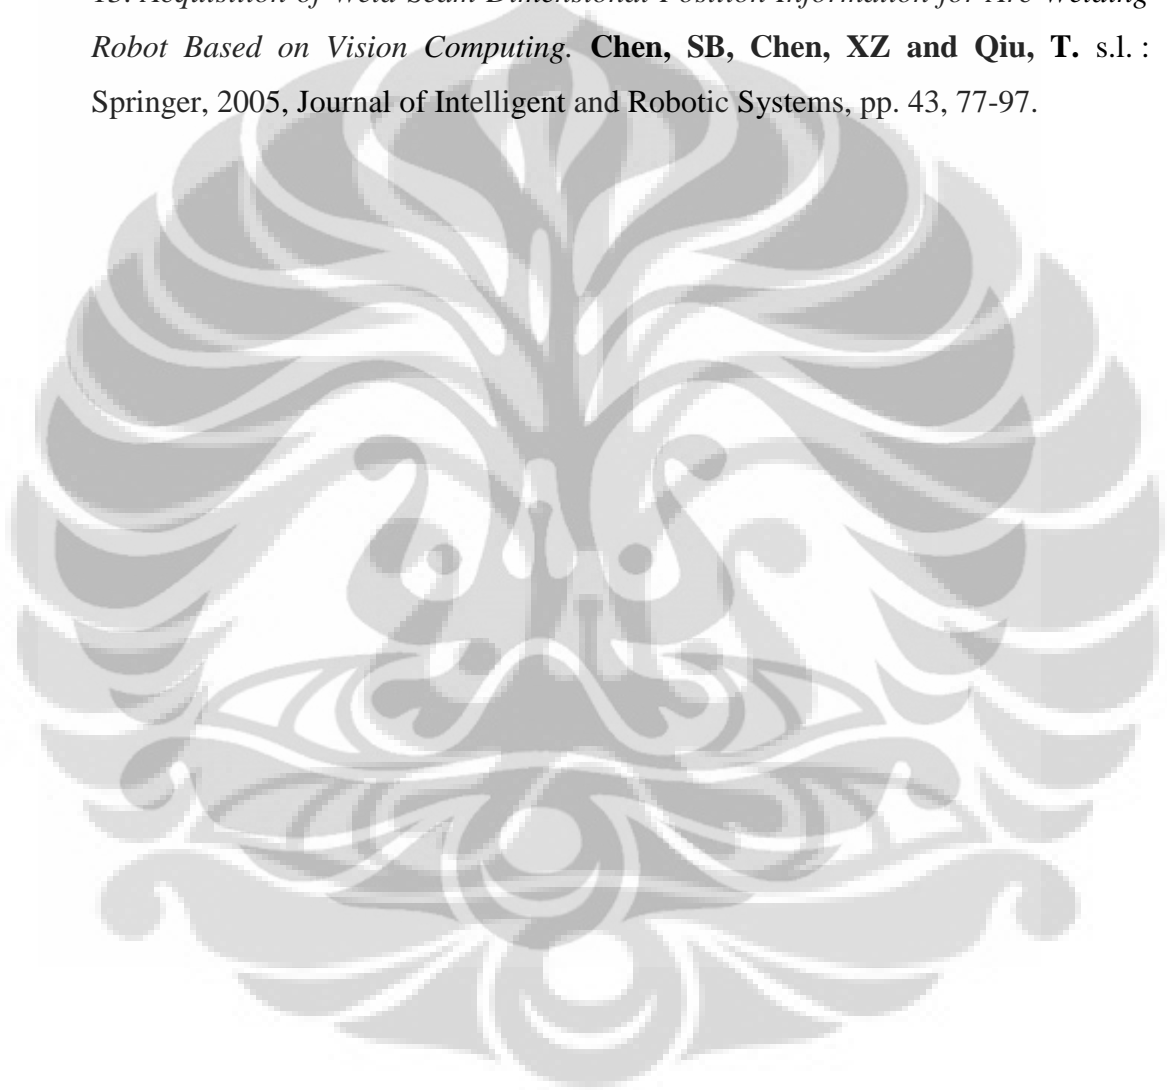 Acquisition of Weld Seam Dimensional Position Information for Arc Welding
Robot Based on Vision Computing. Chen, SB, Chen, XZ and Qiu, T. s.l. :
Springer, 2005, Journal of Intelligent and Robotic Systems, pp. 43, 77-97.